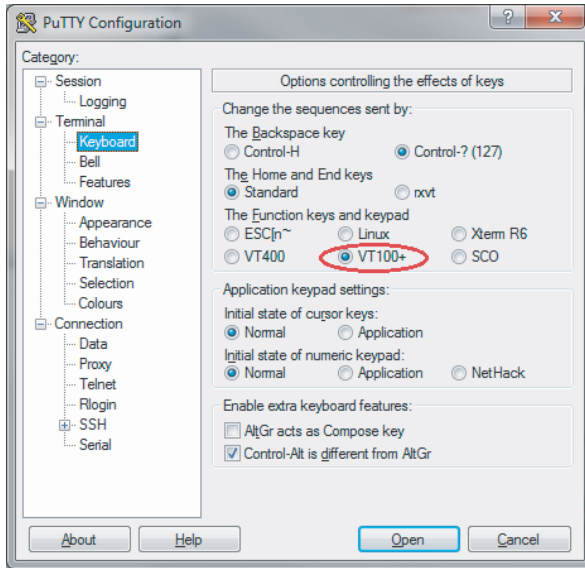 PuTTY Configuration
Category:
Session
Logging
Terminal
Keyboard
Bell
Features
Window
Appearance
Behaviour
Translation
Selection
Colours
Connection
Data
Proxy
Telnet
Rlogin
SSH
Serial
Options controlling the effects of keys
Change the sequences sent by:
The Backspace key
Control-H Control-? (127)
The Home and End keys
Standard rxvt
The Function keys and keypad
ESC[n~ Linux Xterm R6
VT400 VT100+ SCO
Application keypad settings:
Initial state of cursor keys:
Normal Application
Initial state of numeric keypad:
Normal Application NetHack
Enable extra keyboard features:
AltGr acts as Compose key
Control-Alt is different from AltGr
About Help Open Cancel